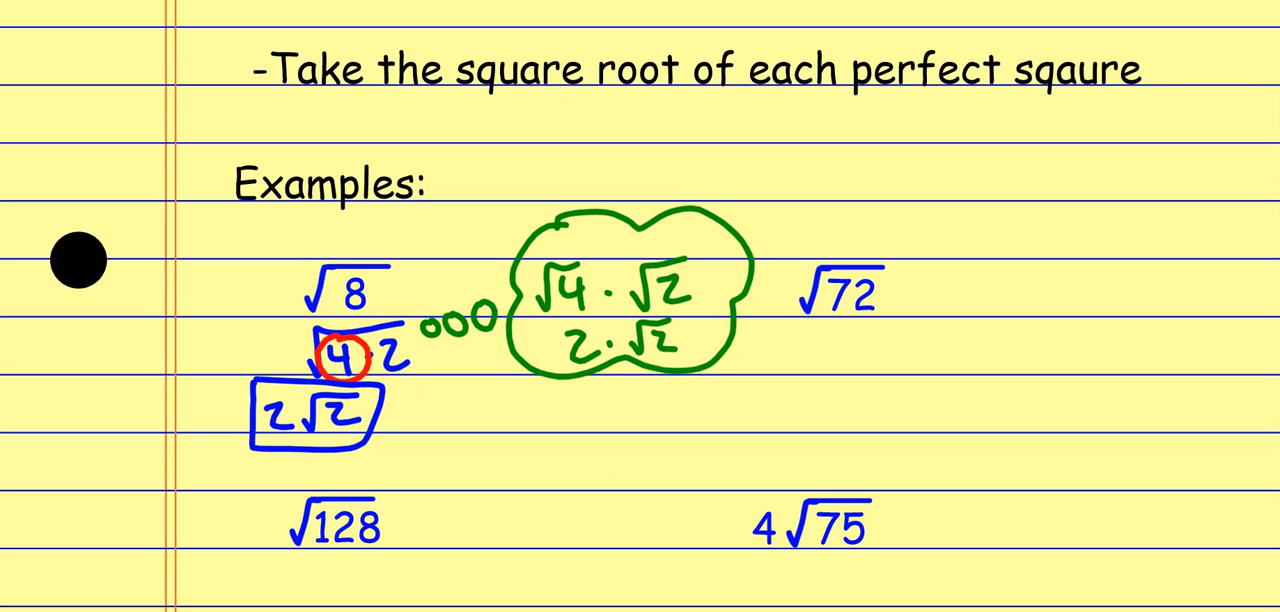 -Take the square root of each perfect sqaure
Examples:
√8
√4·2
2√2
√4 · √2
2 · √2
√72
√128
4√75